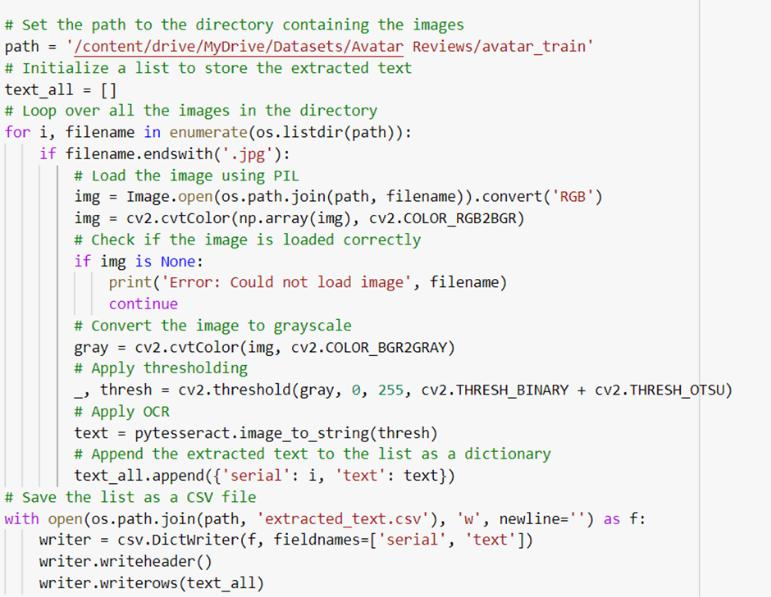 # Set the path to the directory containing the images
path = '/content/drive/MyDrive/Datasets/Avatar Reviews/avatar_train'
# Initialize a list to store the extracted text
text_all = []
# Loop over all the images in the directory
for i, filename in enumerate(os.listdir(path)):
    if filename.endswith('.jpg'):
        # Load the image using PIL
        img = Image.open(os.path.join(path, filename)).convert('RGB')
        img = cv2.cvtColor(np.array(img), cv2.COLOR_RGB2BGR)
        # Check if the image is loaded correctly
        if img is None:
            print('Error: Could not load image', filename)
            continue
        # Convert the image to grayscale
        gray = cv2.cvtColor(img, cv2.COLOR_BGR2GRAY)
        # Apply thresholding
        _, thresh = cv2.threshold(gray, 0, 255, cv2.THRESH_BINARY + cv2.THRESH_OTSU)
        # Apply OCR
        text = pytesseract.image_to_string(thresh)
        # Append the extracted text to the list as a dictionary
        text_all.append({'serial': i, 'text': text})
# Save the list as a CSV file
with open(os.path.join(path, 'extracted_text.csv'), 'w', newline='') as f:
    writer = csv.DictWriter(f, fieldnames=['serial', 'text'])
    writer.writeheader()
    writer.writerows(text_all)